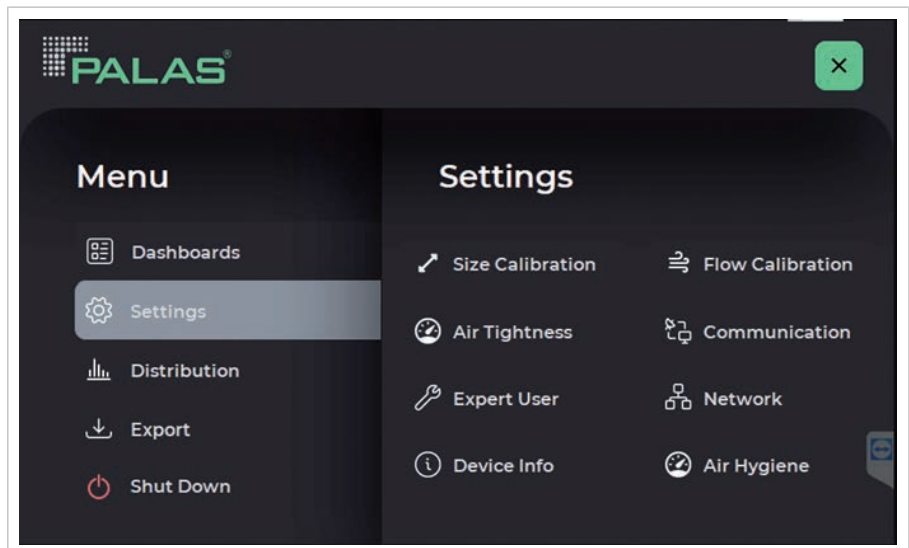 PALAS®
Menu
Dashboards
Settings
Distribution
Export
Shut Down
Settings
Size Calibration
Flow Calibration
Air Tightness
Communication
Expert User
Network
Device Info
Air Hygiene